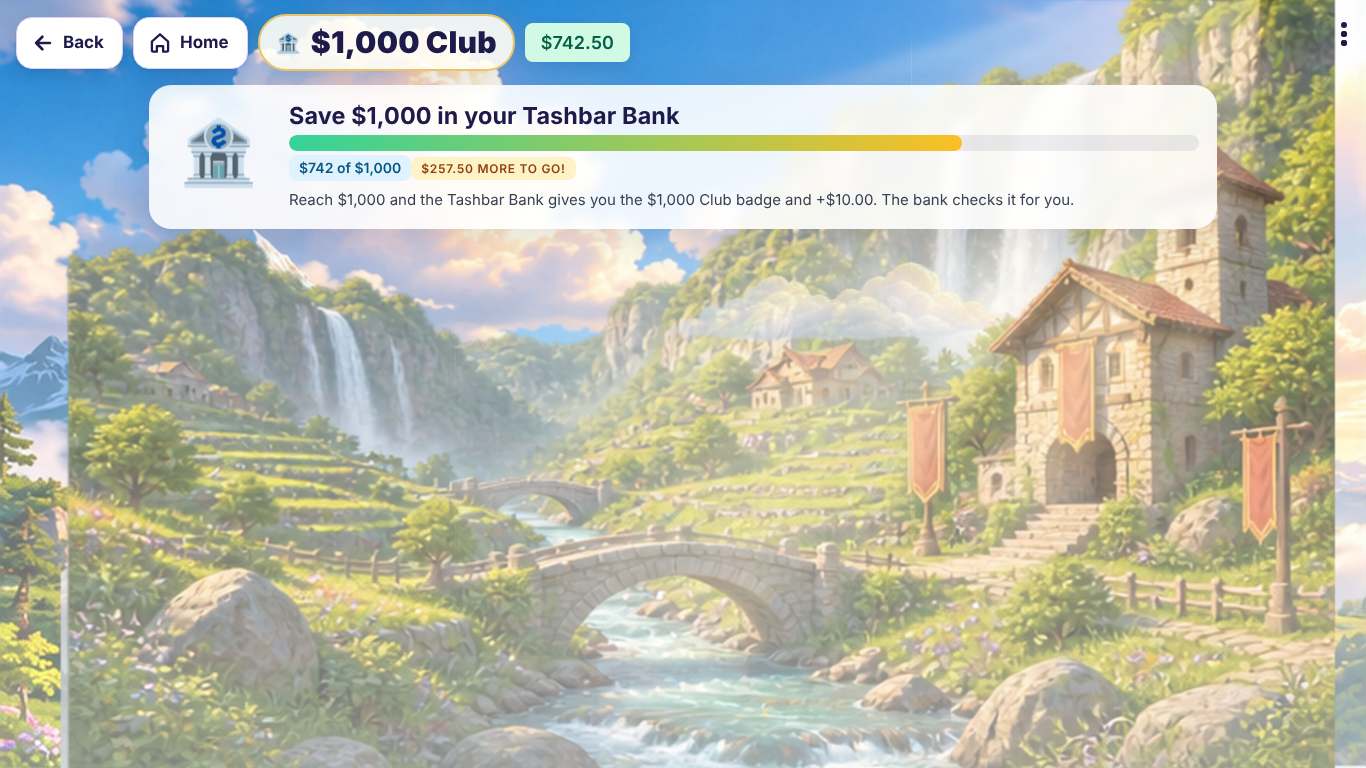 Back
Home
$1,000 Club
$742.50
Save $1,000 in your Tashbar Bank
$742 of $1,000
$257.50 MORE TO GO!
Reach $1,000 and the Tashbar Bank gives you the $1,000 Club badge and +$10.00. The bank checks it for you.